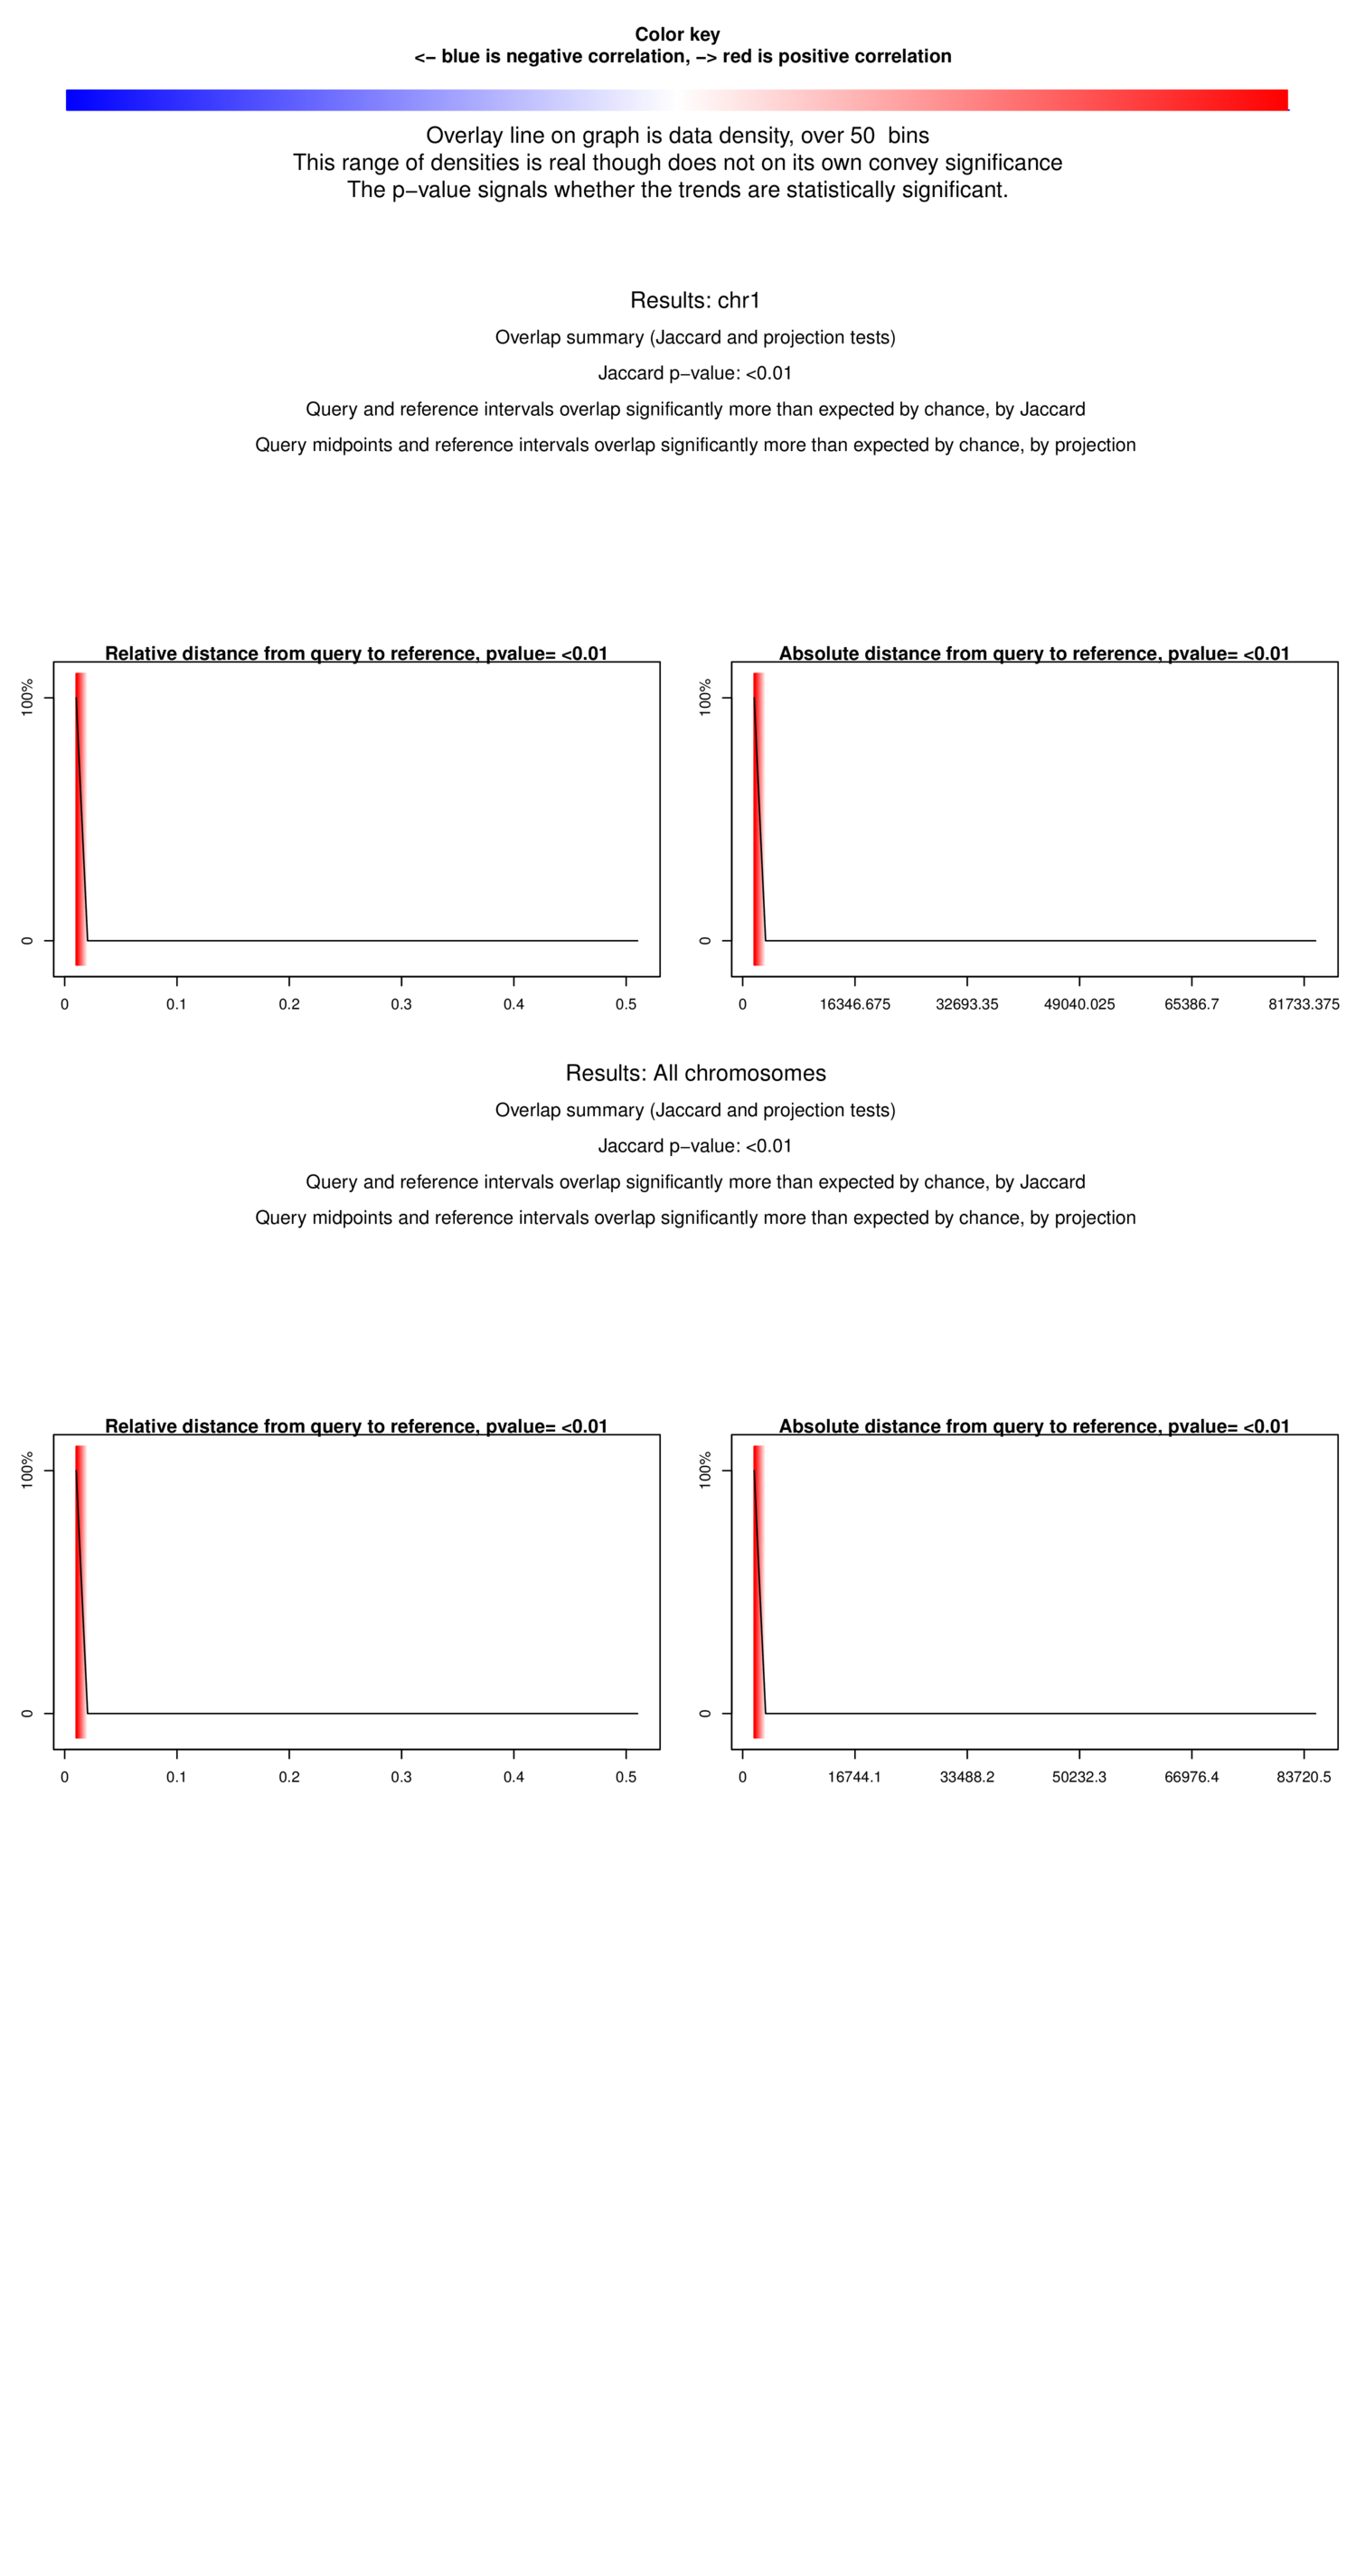 Color key
<− blue is negative correlation, −> red is positive correlation
Overlay line on graph is data density, over 50  bins
This range of densities is real though does not on its own convey significance
The p−value signals whether the trends are statistically significant.
Results: chr1
Overlap summary (Jaccard and projection tests)
Jaccard p−value: <0.01
Query and reference intervals overlap significantly more than expected by chance, by Jaccard
Query midpoints and reference intervals overlap significantly more than expected by chance, by projection
Relative distance from query to reference, pvalue= <0.01
100%
0
0 0.1 0.2 0.3 0.4 0.5
Absolute distance from query to reference, pvalue= <0.01
100%
0
0 16346.675 32693.35 49040.025 65386.7 81733.375
Results: All chromosomes
Overlap summary (Jaccard and projection tests)
Jaccard p−value: <0.01
Query and reference intervals overlap significantly more than expected by chance, by Jaccard
Query midpoints and reference intervals overlap significantly more than expected by chance, by projection
Relative distance from query to reference, pvalue= <0.01
100%
0
0 0.1 0.2 0.3 0.4 0.5
Absolute distance from query to reference, pvalue= <0.01
100%
0
0 16744.1 33488.2 50232.3 66976.4 83720.5